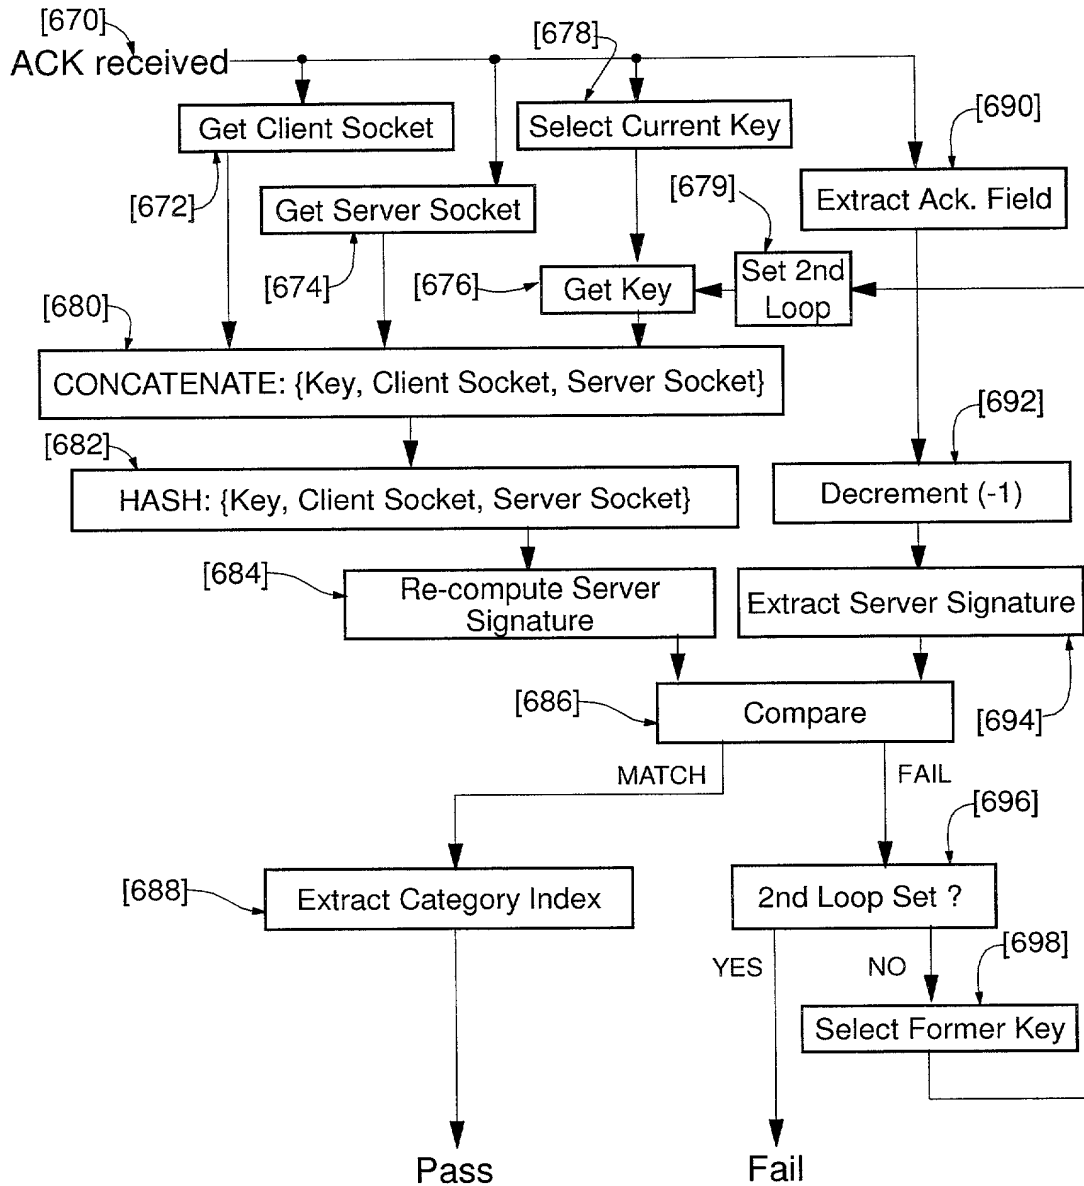 [670]
ACK received
[678]
Get Client Socket
Select Current Key
[690]
[672]
Get Server Socket
[679]
Extract Ack. Field
[674]
[676]
Get Key
Set 2nd
Loop
[680]
CONCATENATE: {Key, Client Socket, Server Socket}
[692]
[682]
HASH: {Key, Client Socket, Server Socket}
Decrement (-1)
[684]
Re-compute Server
Signature
Extract Server Signature
[686]
Compare
[694]
MATCH
FAIL
[696]
[688]
Extract Category Index
2nd Loop Set ?
YES
NO
[698]
Select Former Key
Pass
Fail